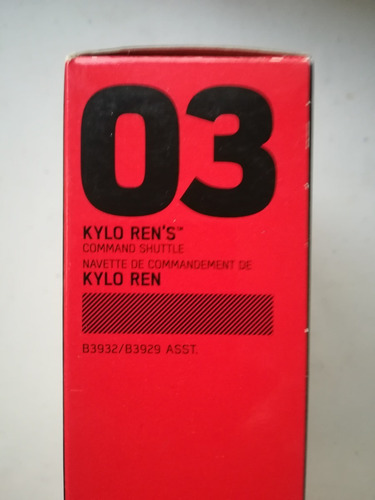 03
KYLO REN'S™
COMMAND SHUTTLE
NAVETTE DE COMMANDEMENT DE
KYLO REN
B3932/B3929 ASST.